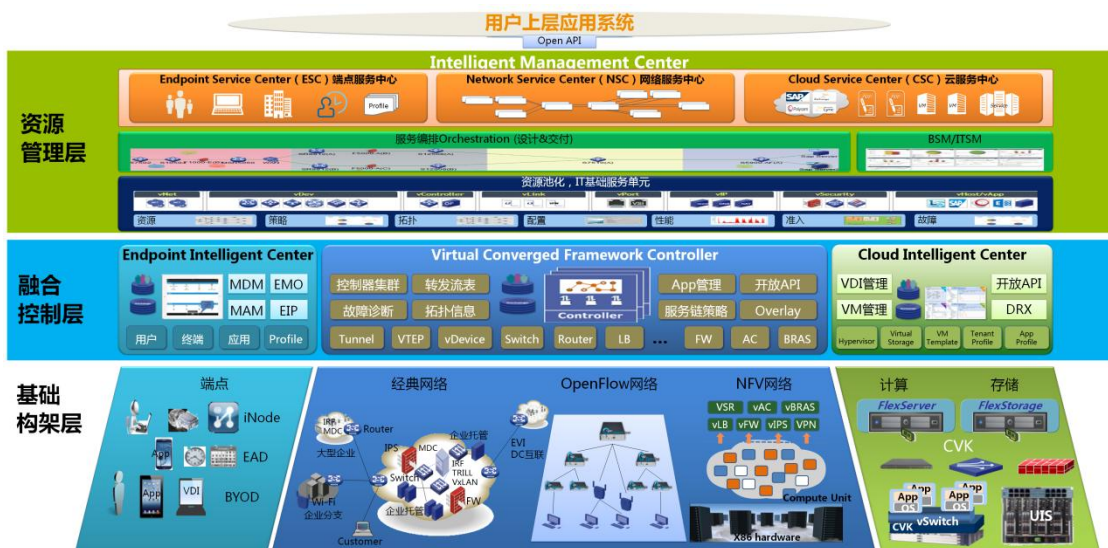 用户上层应用系统
Open API
资源
管理层
Intelligent Management Center
Endpoint Service Center ( ESC ) 端点服务中心
Network Service Center ( NSC ) 网络服务中心
Cloud Service Center ( CSC ) 云服务中心
Profile
SAP
服务编排Orchestration (设计&交付)
BSM/ITSM
资源池化，IT基础服务单元
vNet
vDev
vController
vLink
vPort
vIP
vSecurity
vHost/vApp
资源
策略
拓扑
配置
性能
准入
故障
融合
控制层
Endpoint Intelligent Center
MDM
EMO
MAM
EIP
用户
终端
应用
Profile
Virtual Converged Framework Controller
控制器集群
转发流表
故障诊断
拓扑信息
Controller
App管理
开放API
服务链策略
Overlay
Tunnel
VTEP
vDevice
Switch
Router
LB
...
FW
AC
BRAS
Cloud Intelligent Center
VDI管理
开放API
VM管理
DRX
Hypervisor
Virtual Storage
VM Template
Tenant Profile
App Profile
基础
构架层
端点
iNode
App
EAD
App
VDI
BYOD
经典网络
IRF
MDC
Router
大型企业
IPS
MDC
企业托管
EVI
DC互联
Switch
IRF
TRILL
VxLAN
Wi-Fi
企业分支
企业托管
FW
Customer
OpenFlow网络
NFV网络
VSR
vAC
vBRAS
vLB
vFW
vIPS
VPN
Compute Unit
X86 hardware
计算
存储
FlexServer
FlexStorage
CVK
App
App
App
OS
App
OS
CVK
vSwitch
UIS